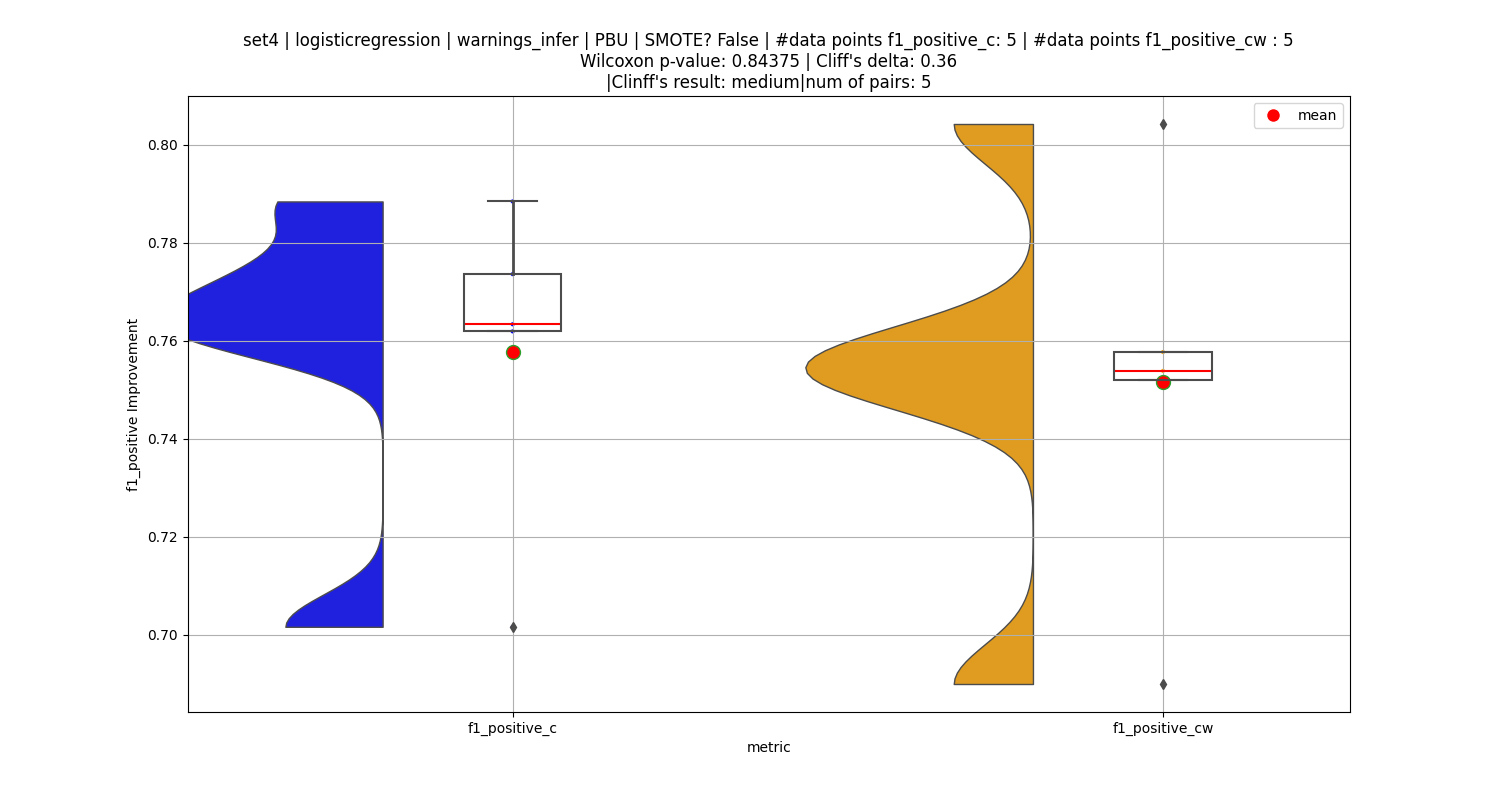 set4 | logisticregression | warnings_infer | PBU | SMOTE? False | #data points f1_positive_c: 5 | #data points f1_positive_cw : 5
Wilcoxon p-value: 0.84375 | Cliff's delta: 0.36
|Clinff's result: medium|num of pairs: 5
mean
0.80
0.78
0.76
0.74
0.72
0.70
f1_positive Improvement
f1_positive_c
f1_positive_cw
metric